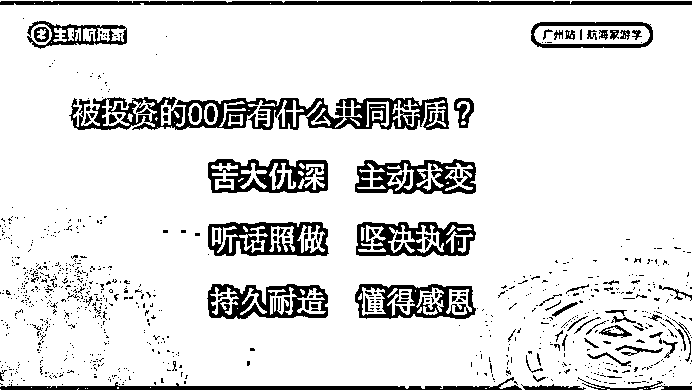 生财航海家
广州站丨航海家游学
被投资的00后有什么共同特质？
苦大仇深 主动求变
听话照做 坚决执行
持久耐造 懂得感恩